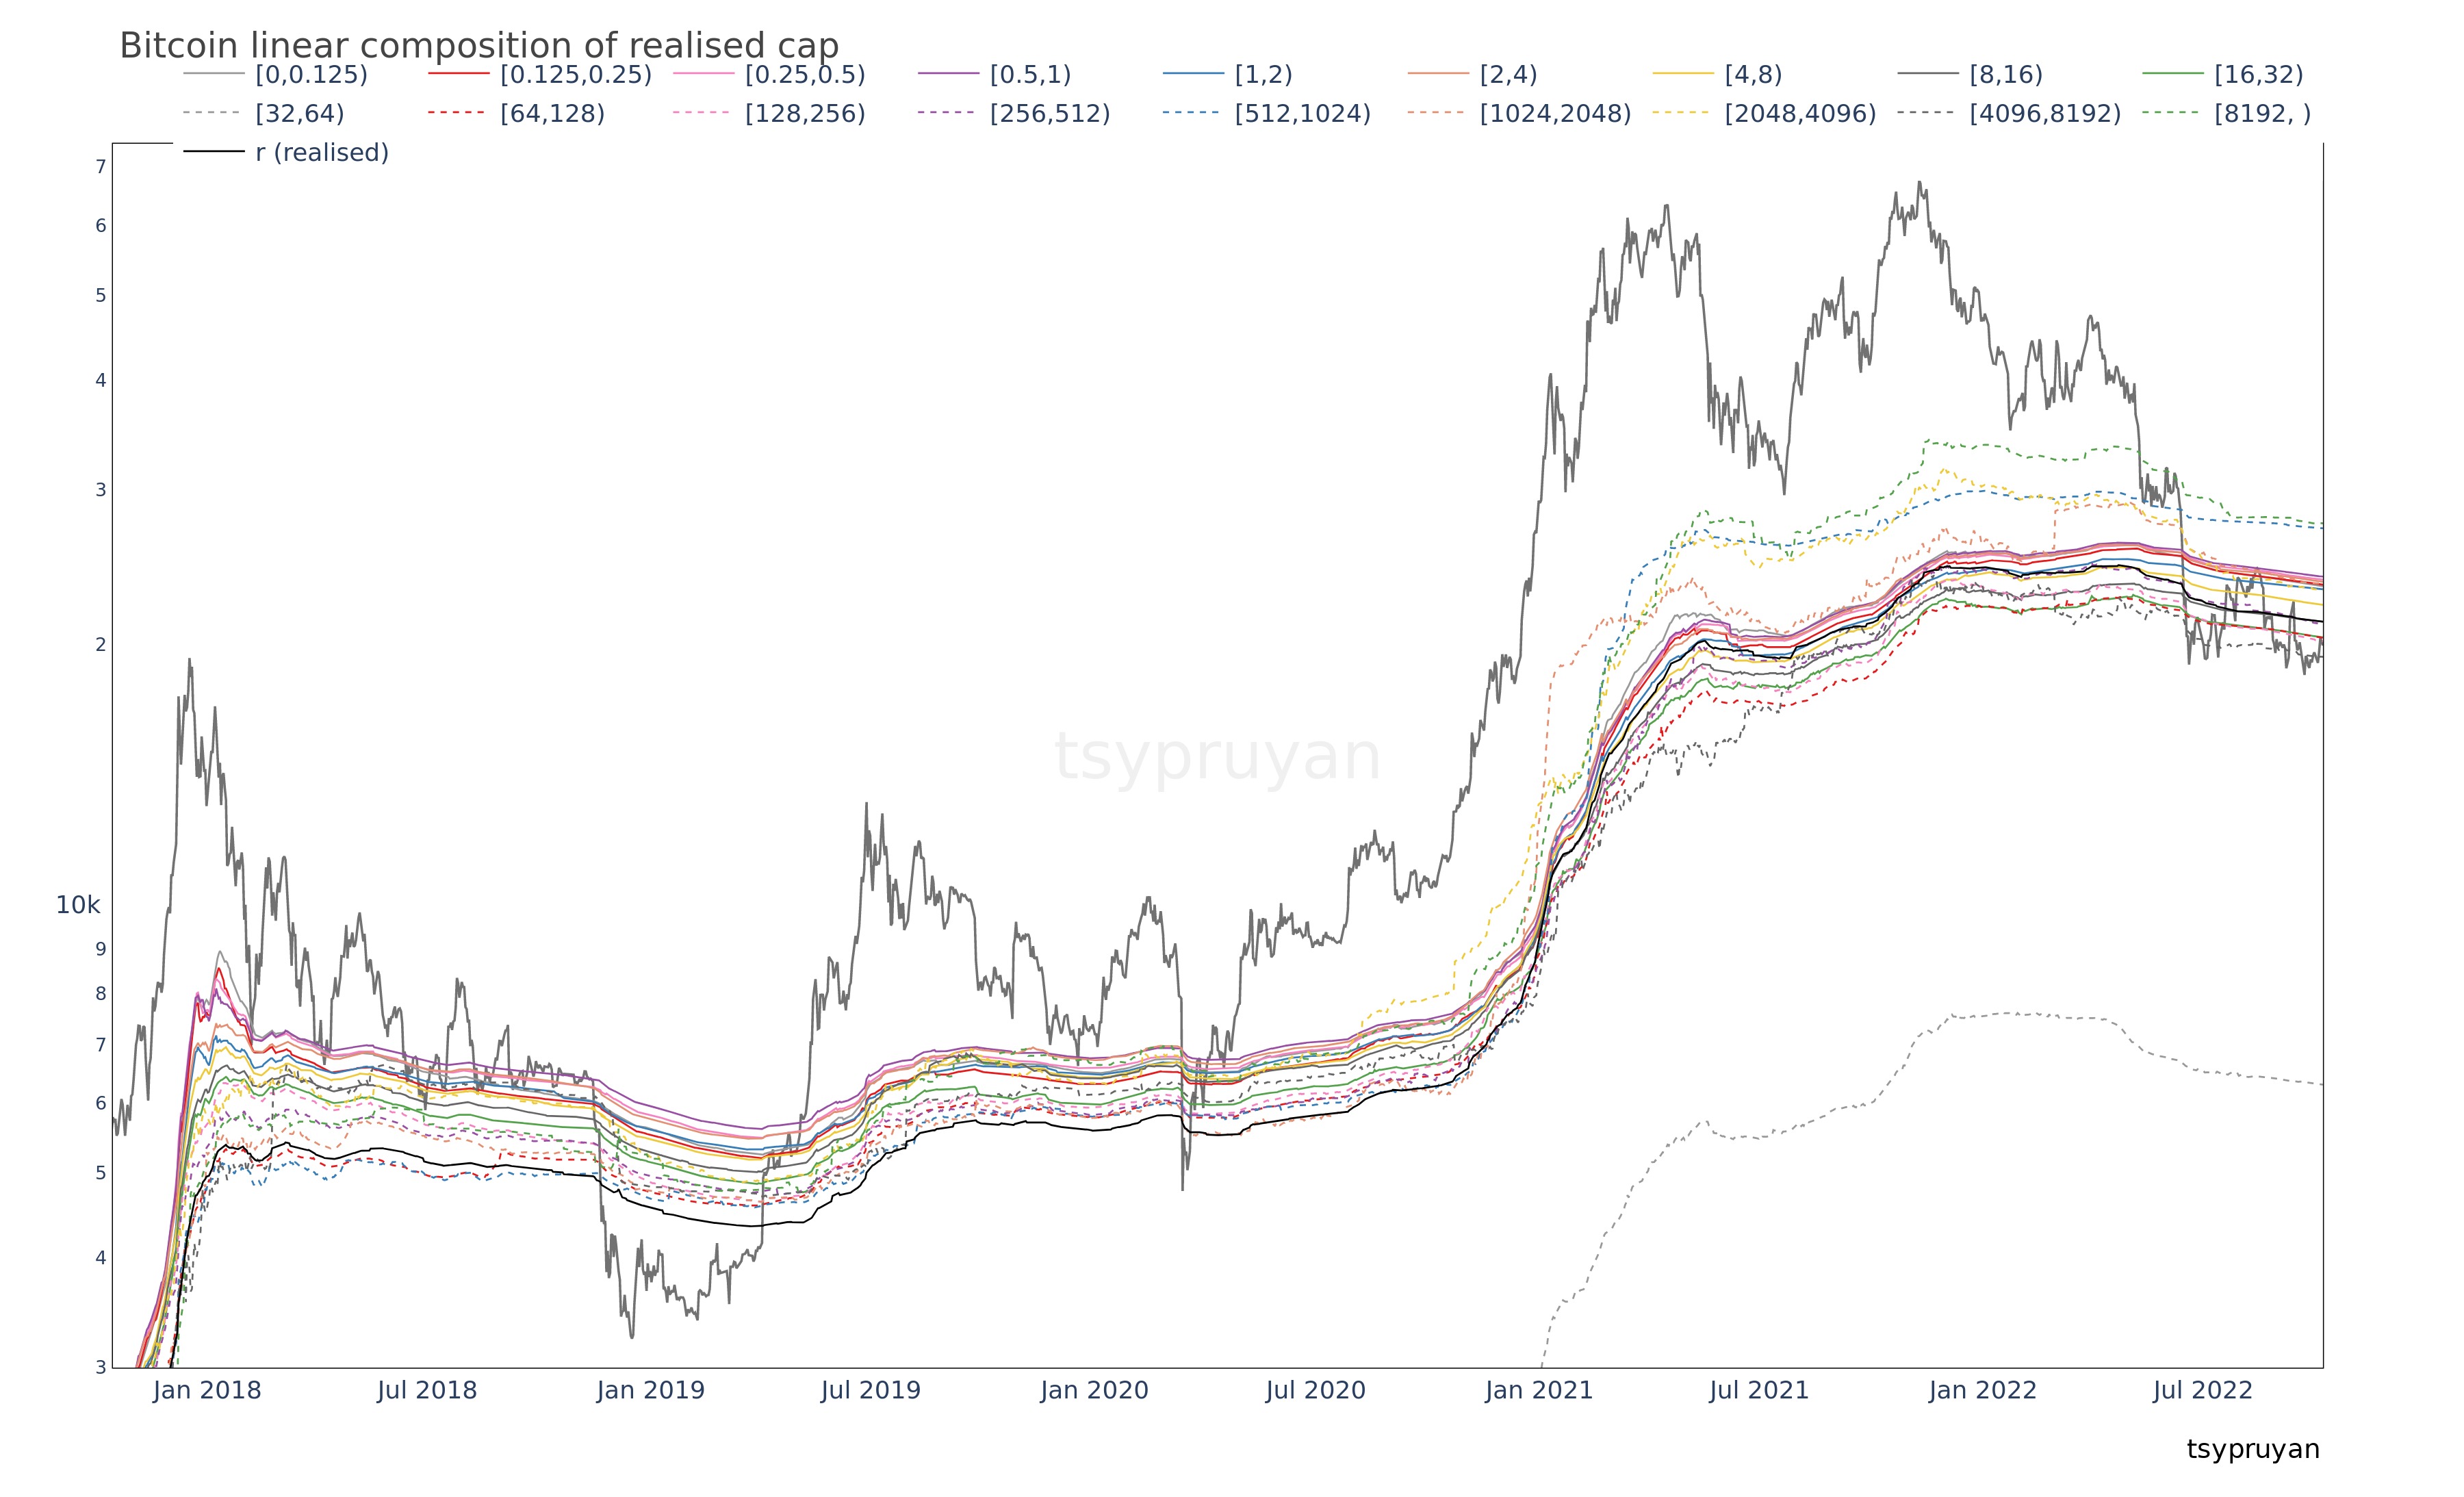 Bitcoin linear composition of realised cap
[0,0.125) [0.125,0.25) [0.25,0.5) [0.5,1) [1,2) [2,4) [4,8) [8,16) [16,32)
[32,64) [64,128) [128,256) [256,512) [512,1024) [1024,2048) [2048,4096) [4096,8192) [8192, )
r (realised)
7
6
5
4
3
2
10k
9
8
7
6
5
4
3
tsypruyan
Jan 2018 Jul 2018 Jan 2019 Jul 2019 Jan 2020 Jul 2020 Jan 2021 Jul 2021 Jan 2022 Jul 2022
tsypruyan